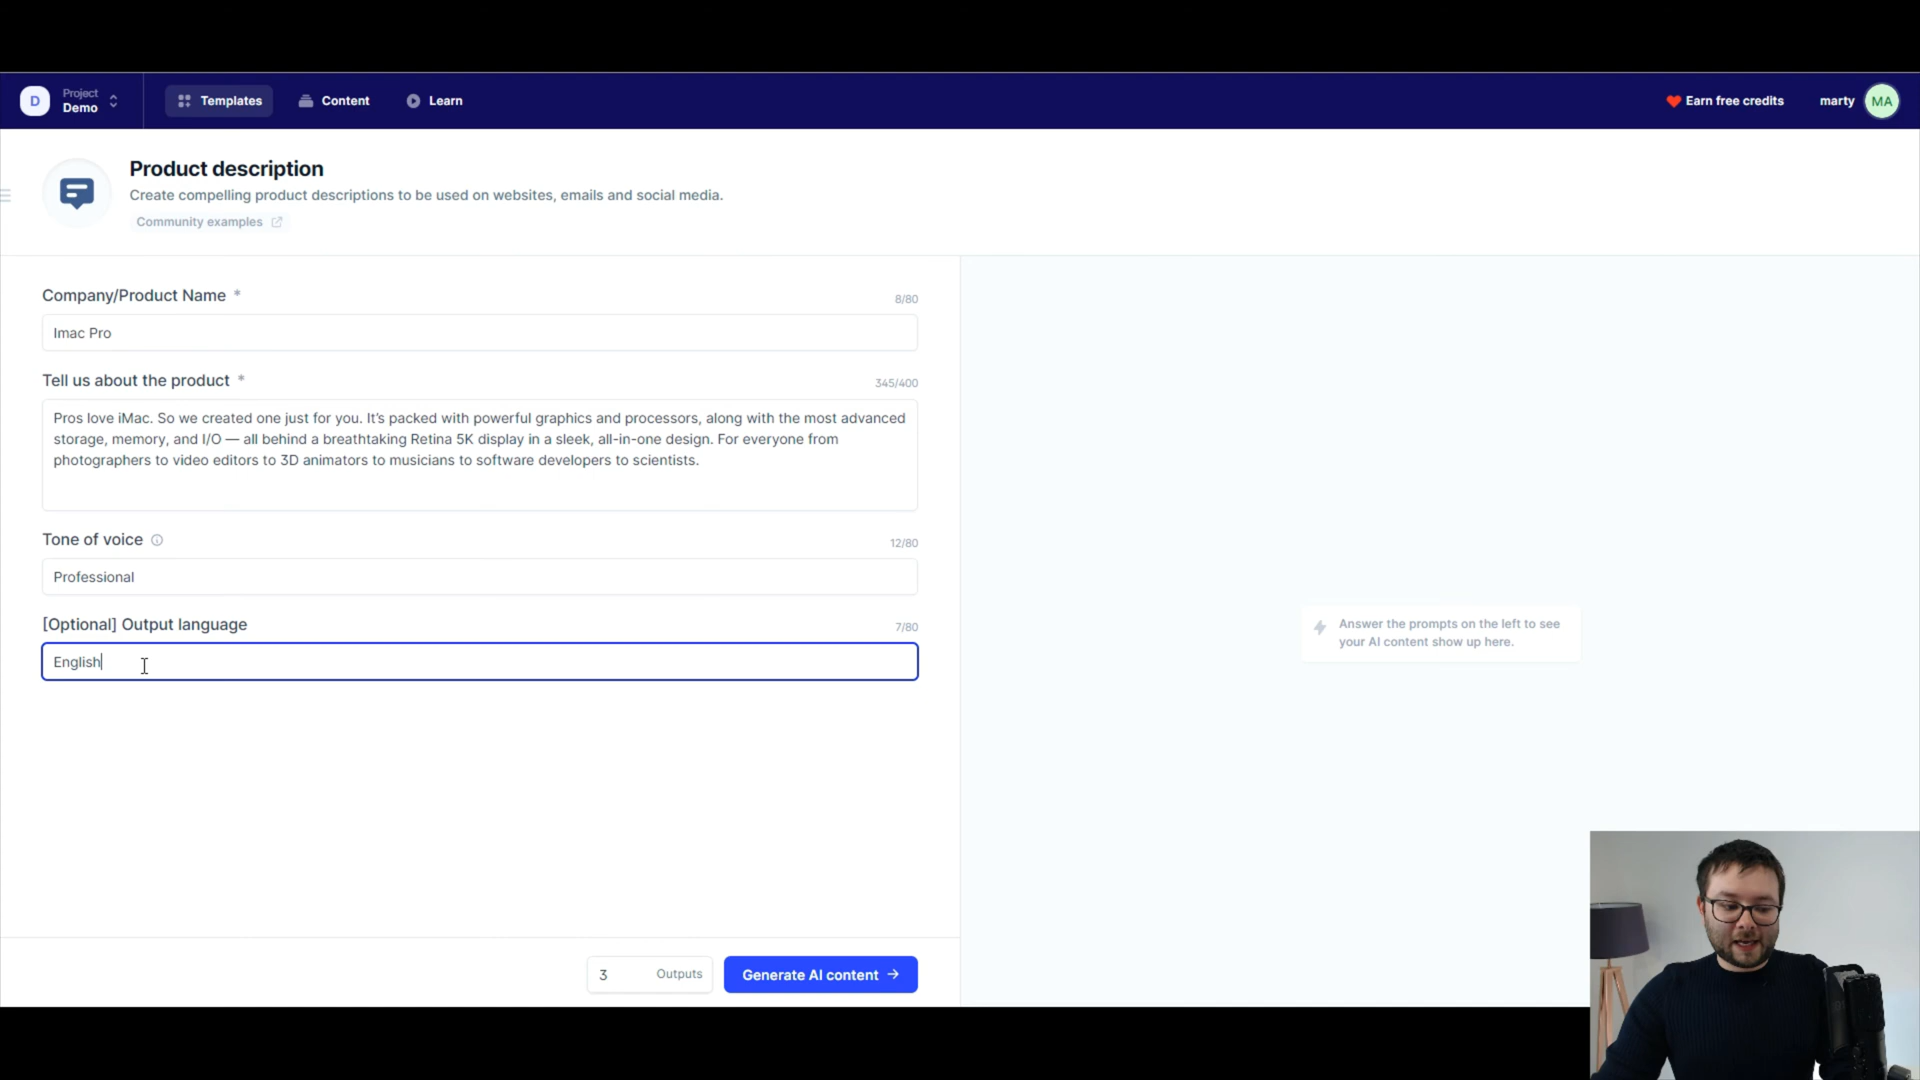 D
Project
Demo
Templates
Content
Learn
Earn free credits
marty
MA
Product description
Create compelling product descriptions to be used on websites, emails and social media.
Community examples
Company/Product Name *
8/80
Imac Pro
Tell us about the product *
345/400
Pros love iMac. So we created one just for you. It's packed with powerful graphics and processors, along with the most advanced
storage, memory, and I/O — all behind a breathtaking Retina 5K display in a sleek, all-in-one design. For everyone from
photographers to video editors to 3D animators to musicians to software developers to scientists.
Tone of voice
12/80
Professional
[Optional] Output language
7/80
English
Answer the prompts on the left to see
your AI content show up here.
3 Outputs
Generate AI content →